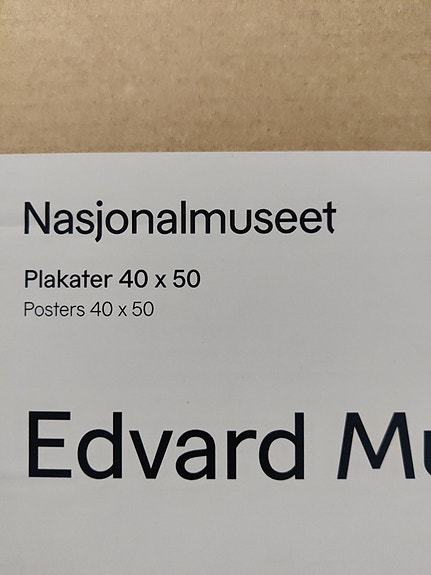 Nasjonalmuseet
Plakater 40 x 50
Posters 40 x 50
Edvard Mu